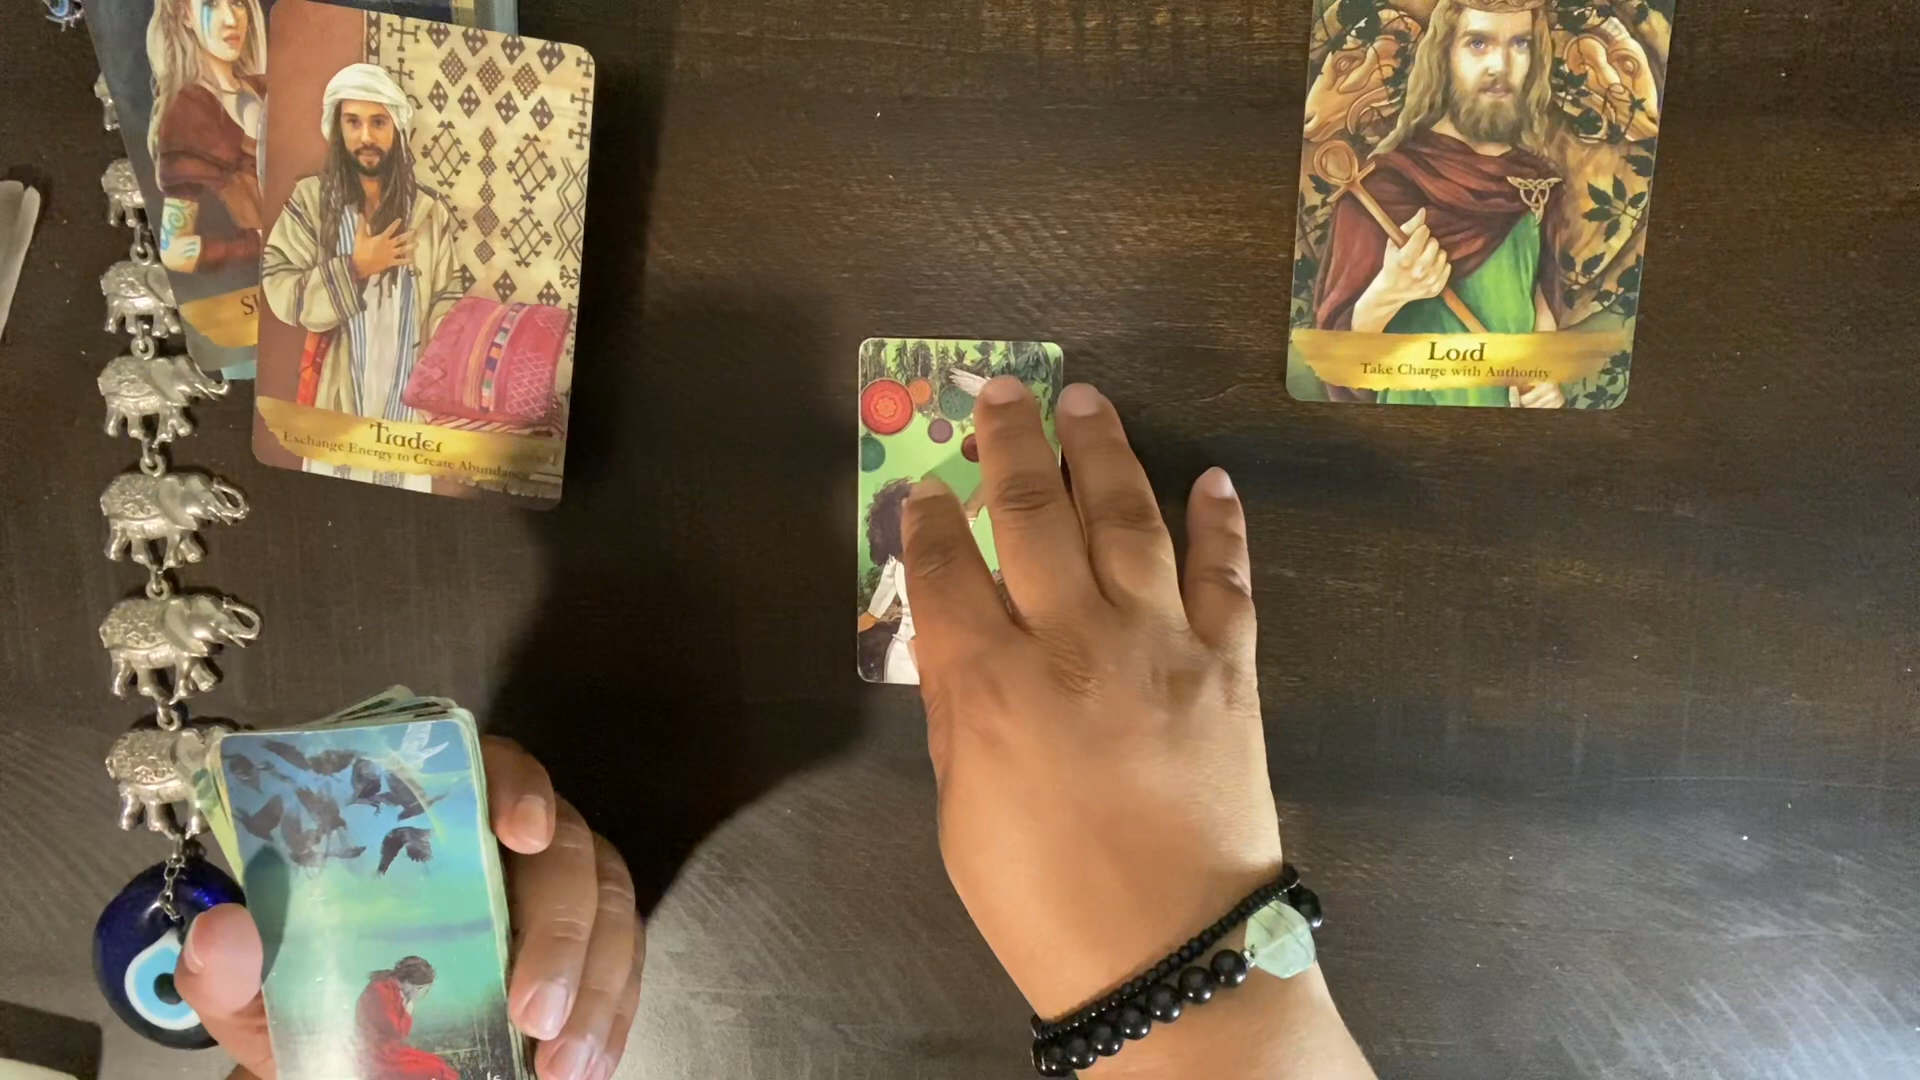 Trader
Exchange Energy to Create Abundance
Lord
Take Charge with Authority